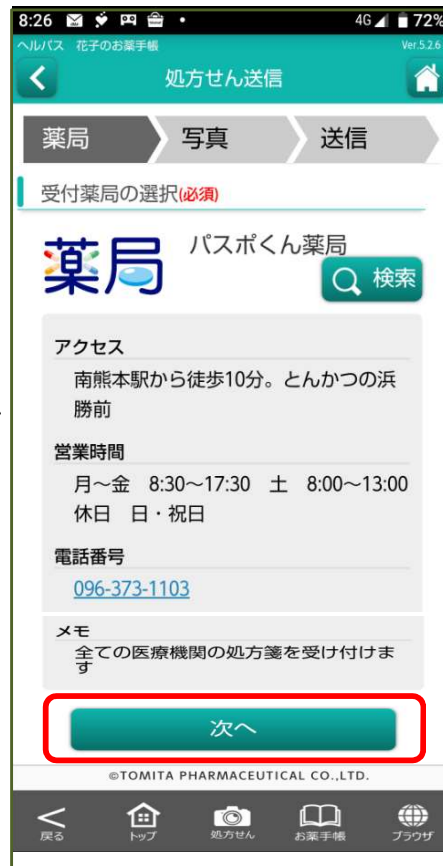 8:26 4G 72%
ヘルパス 花子のお薬手帳 Ver.5.2.6
処方せん送信
薬局 写真 送信
受付薬局の選択(必須)
薬局 パスポくん薬局
検索
アクセス
南熊本駅から徒歩10分。とんかつの浜
勝前
営業時間
月～金 8:30～17:30 土 8:00～13:00
休日 日・祝日
電話番号
096-373-1103
メモ
全ての医療機関の処方箋を受け付けま
す
次へ
©TOMITA PHARMACEUTICAL CO.,LTD.
戻る トップ 処方せん お薬手帳 ブラウザ